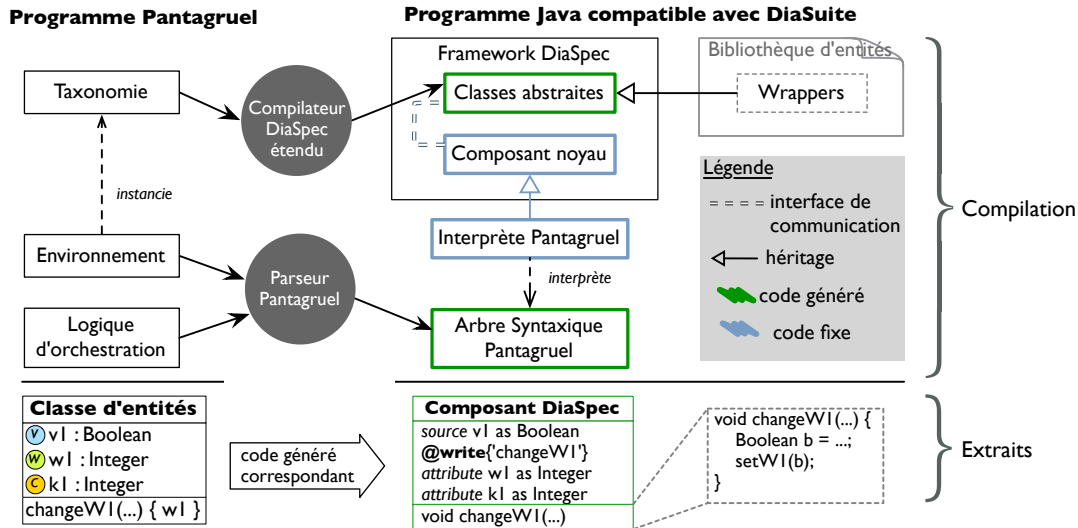 Programme Pantagruel
Programme Java compatible avec DiaSuite
Taxonomie
Compilateur
DiaSpec
étendu
Framework DiaSpec
Classes abstraites
Composant noyau
Bibliothèque d'entités
Wrappers
instancie
Environnement
Logique
d'orchestration
Parseur
Pantagruel
Interprète Pantagruel
interprète
Arbre Syntaxique
Pantagruel
Légende
interface de
communication
héritage
code généré
code fixe
Compilation
Classe d'entités
V v1 : Boolean
W w1 : Integer
C k1 : Integer
changeW1(...) { w1 }
code généré
correspondant
Composant DiaSpec
source v1 as Boolean
@write{'changeW1'}
attribute w1 as Integer
attribute k1 as Integer
void changeW1(...)
void changeW1(...) {
Boolean b = ...;
setW1(b);
}
Extraits